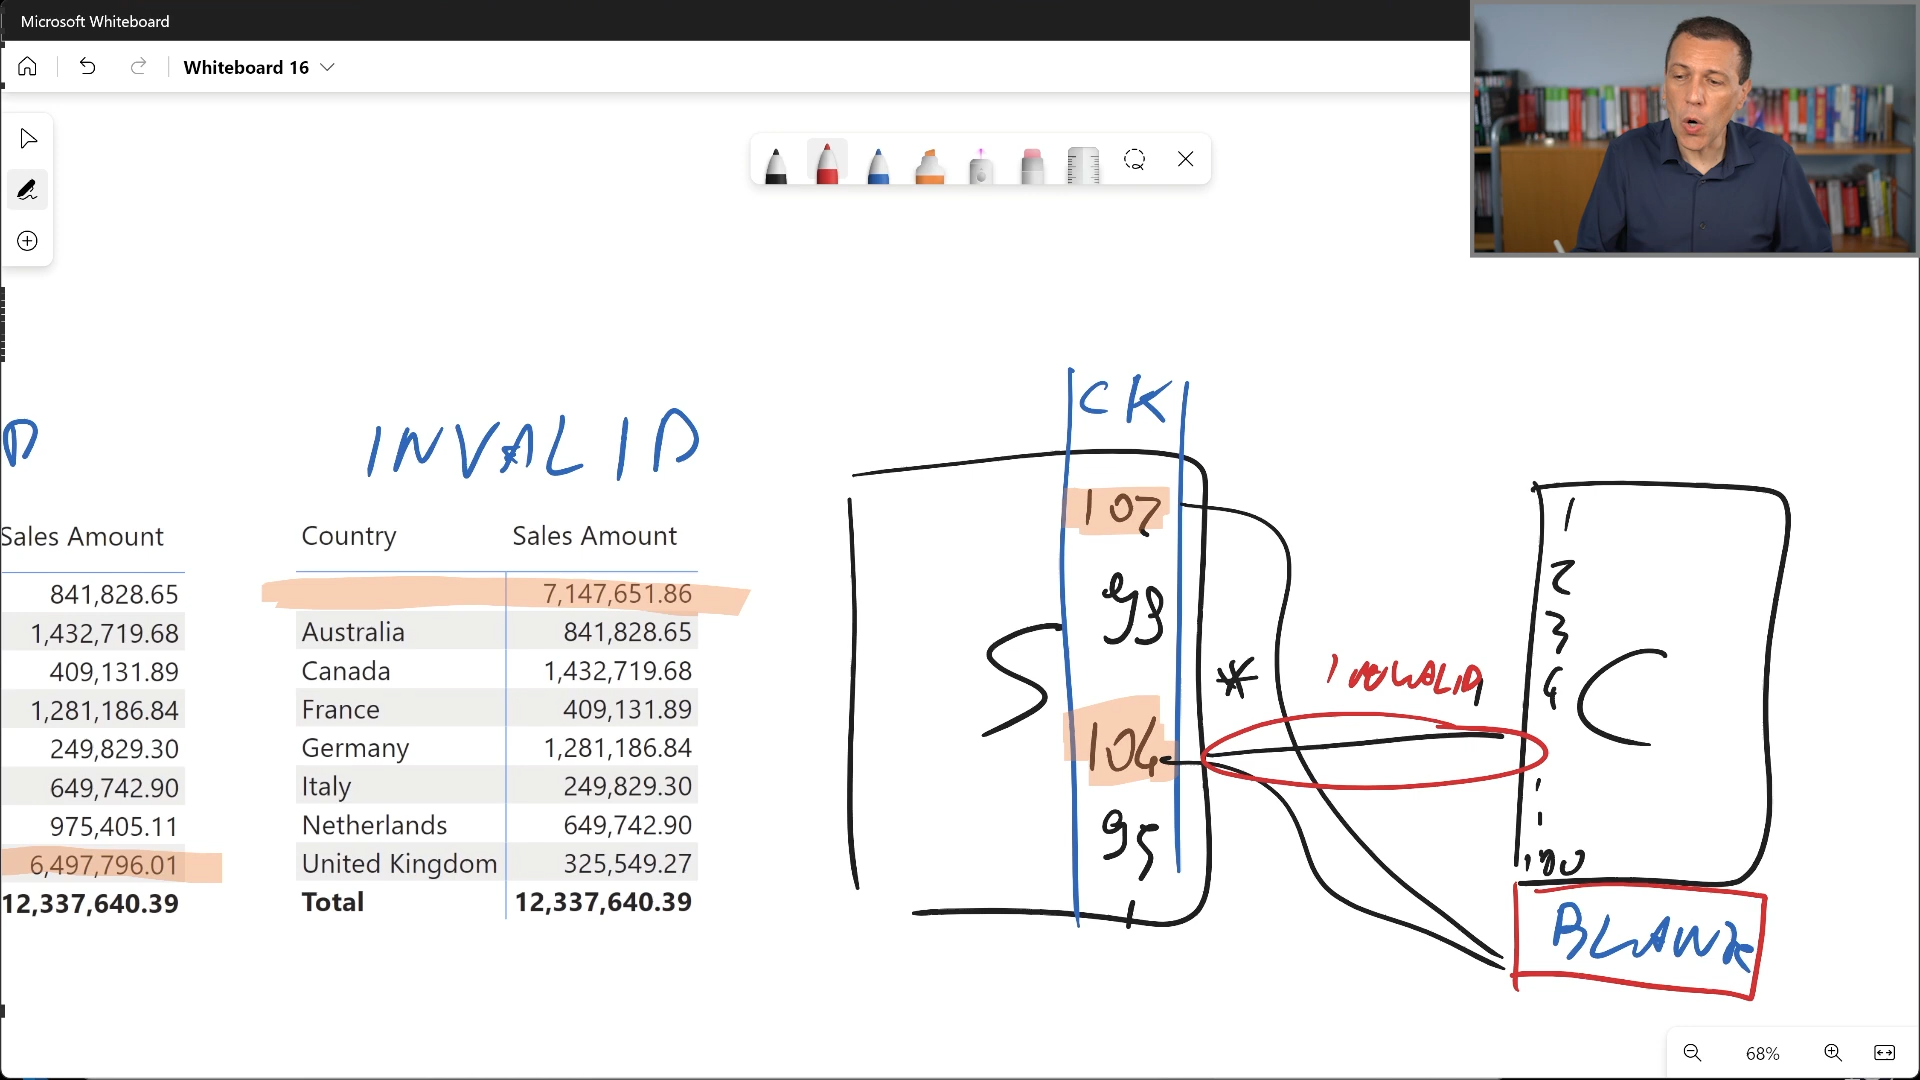 Microsoft Whiteboard
Whiteboard 16
D
INVALID
Sales Amount
841,828.65
1,432,719.68
409,131.89
1,281,186.84
249,829.30
649,742.90
975,405.11
6,497,796.01
12,337,640.39
Country Sales Amount
7,147,651.86
Australia 841,828.65
Canada 1,432,719.68
France 409,131.89
Germany 1,281,186.84
Italy 249,829.30
Netherlands 649,742.90
United Kingdom 325,549.27
Total 12,337,640.39
CK
107
98
104
95
S
*
INVALID
1
2
3
4
100
C
BLANK
68%